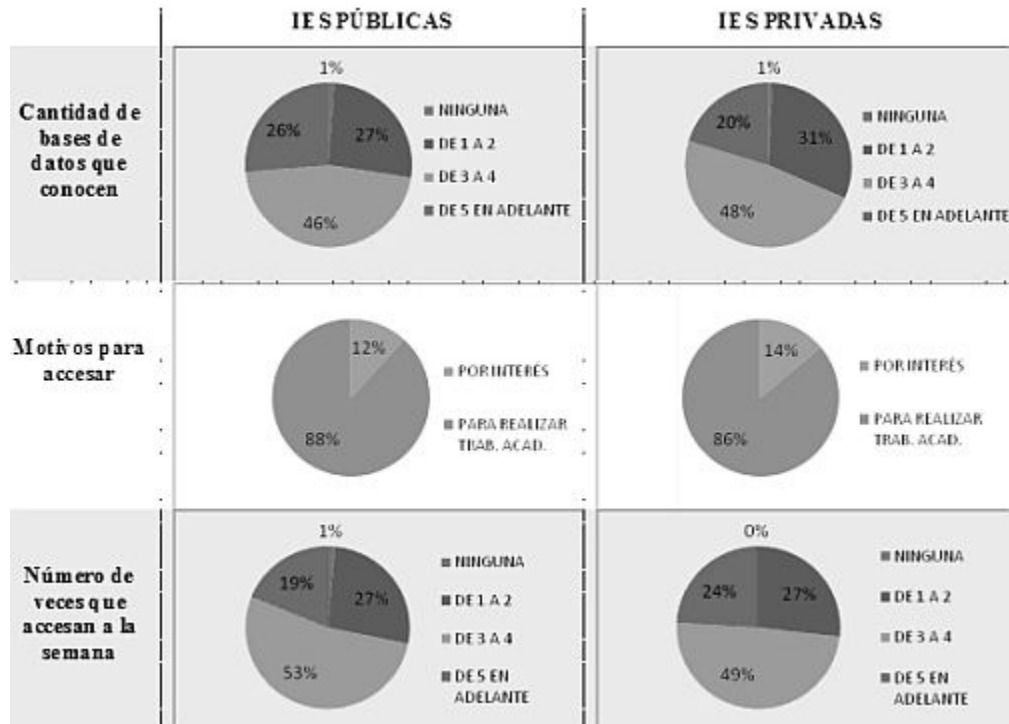 IES PÚBLICAS
IES PRIVADAS
Cantidad de
bases de
datos que
conocen
1%
26%
27%
46%
NINGUNA
DE 1 A 2
DE 3 A 4
DE 5 EN ADELANTE
1%
20%
31%
48%
NINGUNA
DE 1 A 2
DE 3 A 4
DE 5 EN ADELANTE
Motivos para
accesar
12%
88%
POR INTERÉS
PARA REALIZAR
TRAB. ACAD.
14%
86%
POR INTERÉS
PARA REALIZAR
TRAB. ACAD.
Número de
veces que
accesan a la
semana
1%
19%
27%
53%
NINGUNA
DE 1 A 2
DE 3 A 4
DE 5 EN
ADELANTE
0%
24%
27%
49%
NINGUNA
DE 1 A 2
DE 3 A 4
DE 5 EN
ADELANTE